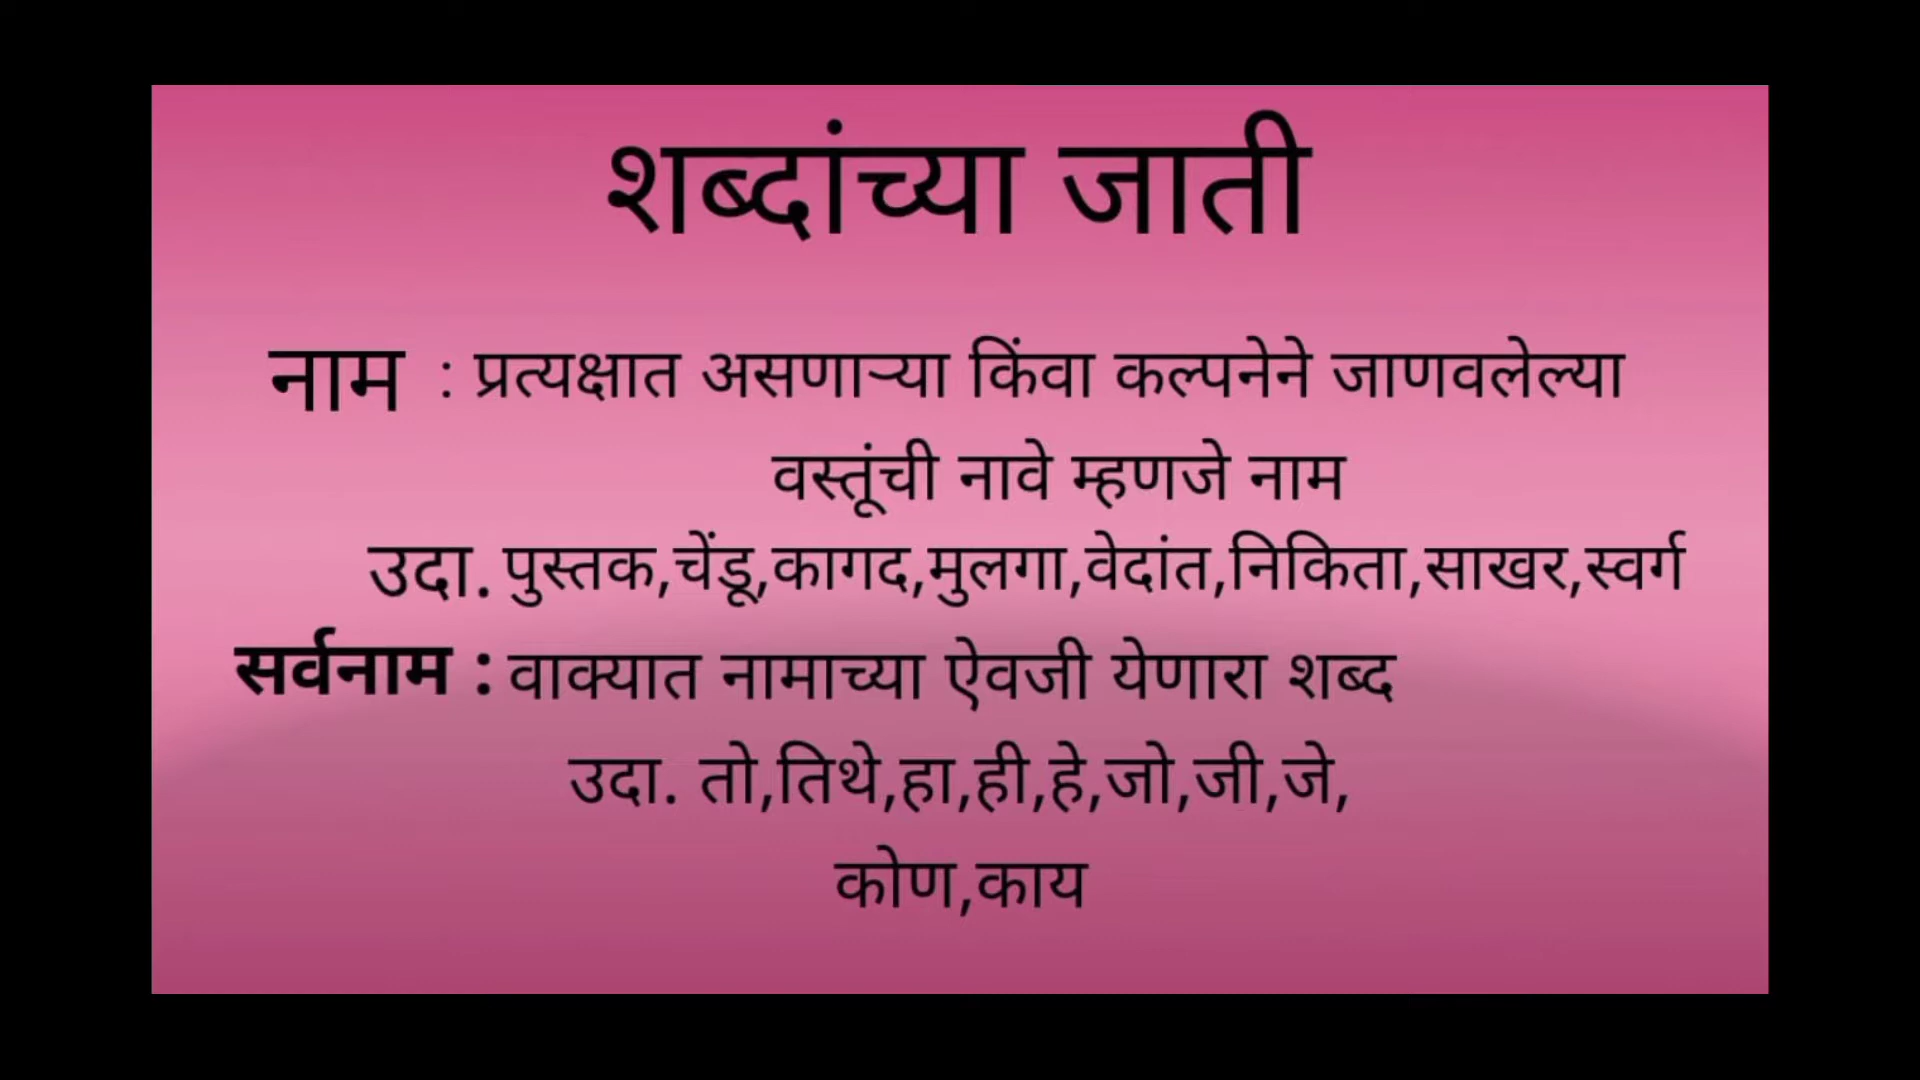 शब्दांच्या जाती
नाम : प्रत्यक्षात असणाऱ्या किंवा कल्पनेने जाणवलेल्या
वस्तूंची नावे म्हणजे नाम
उदा. पुस्तक,चेंडू,कागद,मुलगा,वेदांत,निकिता,साखर,स्वर्ग
सर्वनाम : वाक्यात नामाच्या ऐवजी येणारा शब्द
उदा. तो,तिथे,हा,ही,हे,जो,जी,जे,
कोण,काय